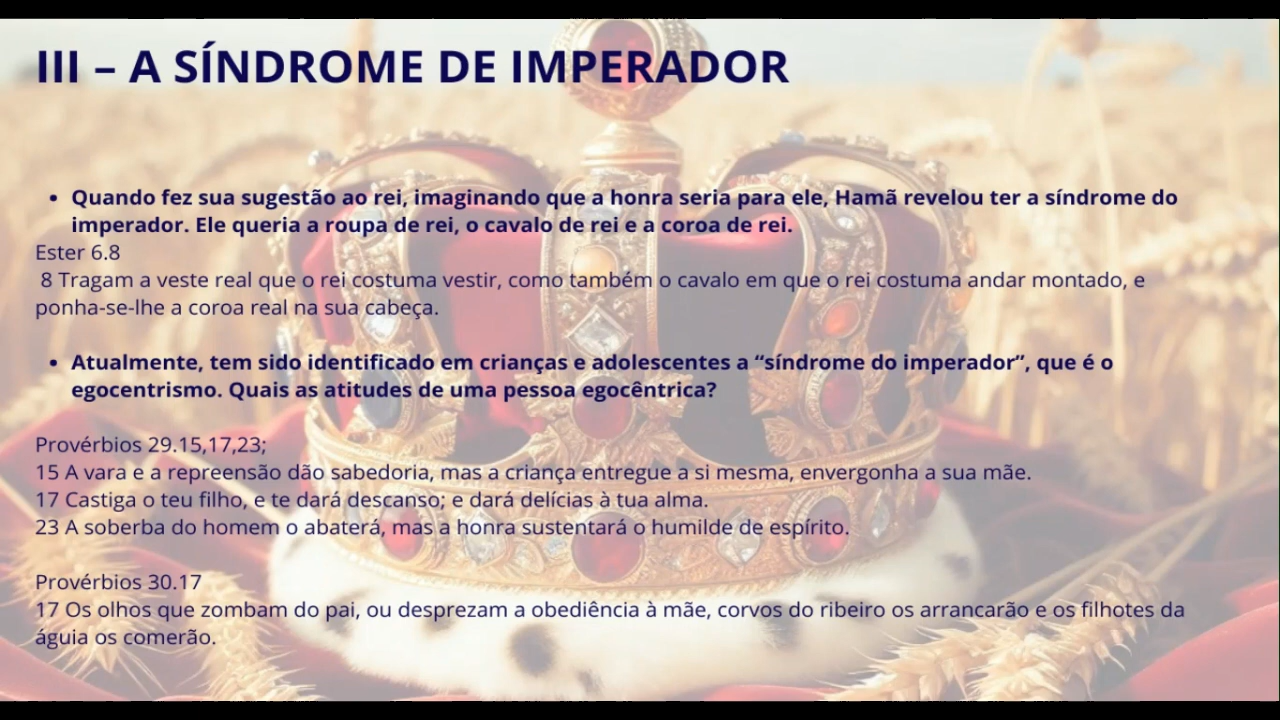 III – A SÍNDROME DE IMPERADOR
• Quando fez sua sugestão ao rei, imaginando que a honra seria para ele, Hamã revelou ter a síndrome do
imperador. Ele queria a roupa de rei, o cavalo de rei e a coroa de rei.
Ester 6.8
8 Tragam a veste real que o rei costuma vestir, como também o cavalo em que o rei costuma andar montado, e
ponha-se-lhe a coroa real na sua cabeça.
• Atualmente, tem sido identificado em crianças e adolescentes a “síndrome do imperador”, que é o
egocentrismo. Quais as atitudes de uma pessoa egocêntrica?
Provérbios 29.15,17,23;
15 A vara e a repreensão dão sabedoria, mas a criança entregue a si mesma, envergonha a sua mãe.
17 Castiga o teu filho, e te dará descanso; e dará delícias à tua alma.
23 A soberba do homem o abaterá, mas a honra sustentará o humilde de espírito.
Provérbios 30.17
17 Os olhos que zombam do pai, ou desprezam a obediência à mãe, corvos do ribeiro os arrancarão e os filhotes da
águia os comerão.